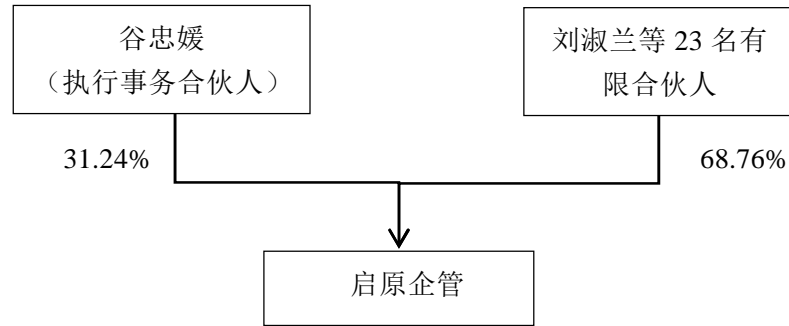 谷忠媛
（执行事务合伙人）
刘淑兰等 23 名有
限合伙人
31.24%
68.76%
启原企管